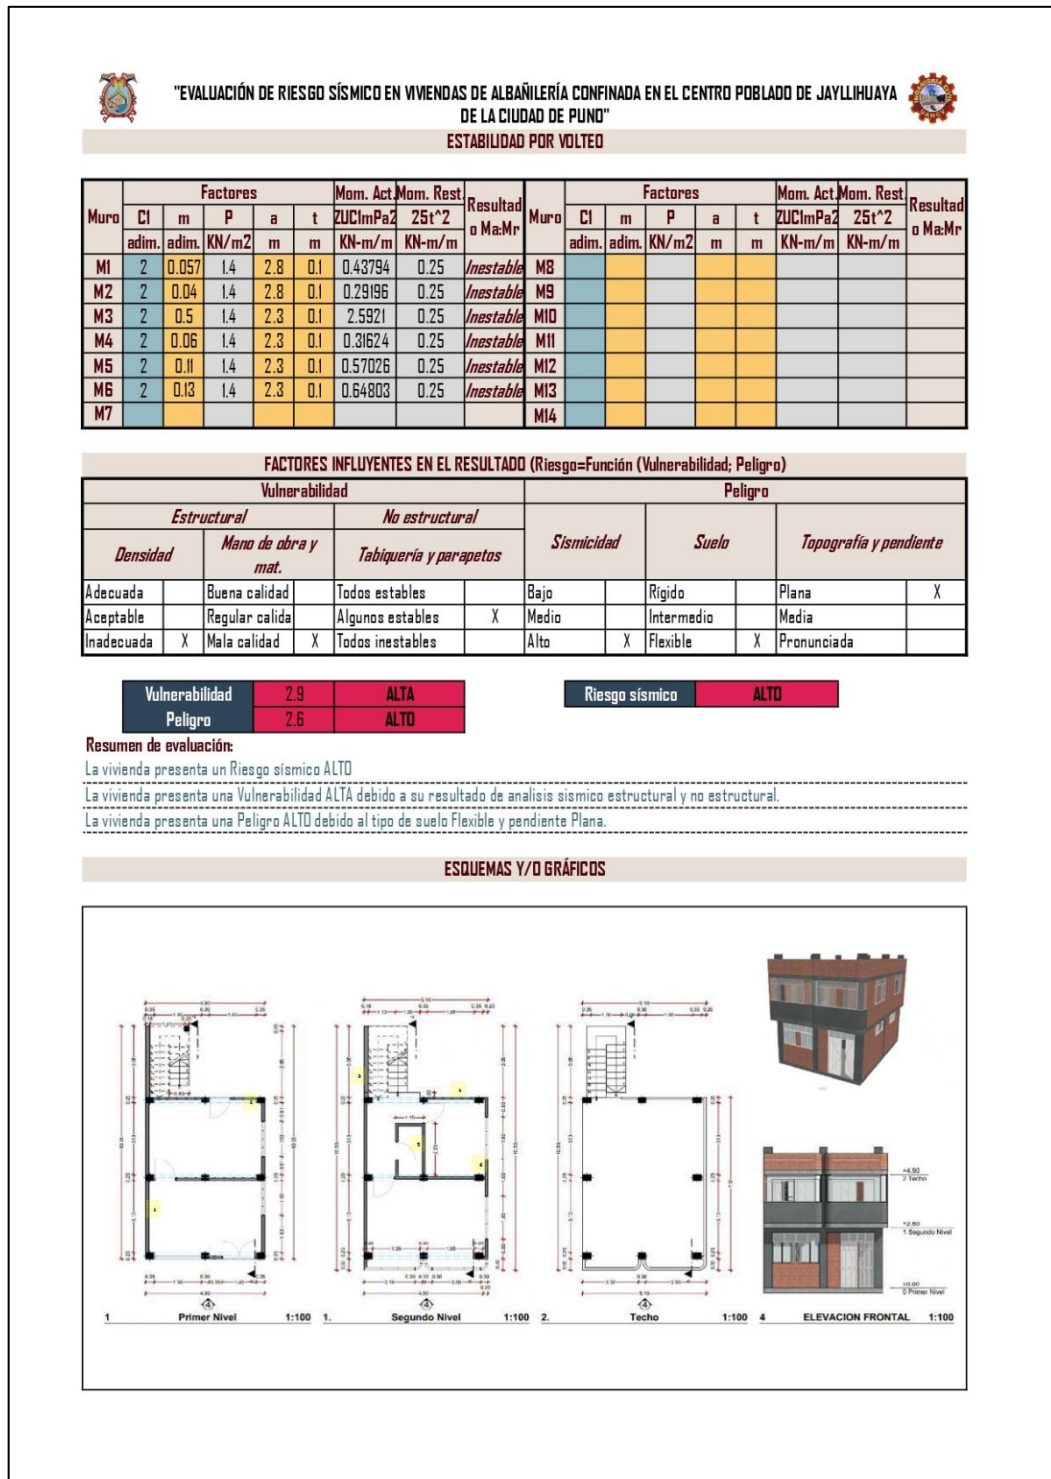 "EVALUACIÓN DE RIESGO SÍSMICO EN VIVIENDAS DE ALBAÑILERÍA CONFINADA EN EL CENTRO POBLADO DE JAYLLIHUAYA
DE LA CIUDAD DE PUNO"
ESTABILIDAD POR VOLTEO
Muro Factores Mom. Act. Mom. Rest. Resultad o Ma:Mr Muro Factores Mom. Act. Mom. Rest. Resultad o Ma:Mr
C1 m P a t ZUC1mPa2 25t^2 C1 m P a t ZUC1mPa2 25t^2
adim. adim. KN/m2 m m KN-m/m KN-m/m adim. adim. KN/m2 m m KN-m/m KN-m/m
M1 2 0.057 1.4 2.8 0.1 0.43794 0.25 Inestable M8
M2 2 0.04 1.4 2.8 0.1 0.29196 0.25 Inestable M9
M3 2 0.5 1.4 2.3 0.1 2.5921 0.25 Inestable M10
M4 2 0.06 1.4 2.3 0.1 0.31624 0.25 Inestable M11
M5 2 0.11 1.4 2.3 0.1 0.57026 0.25 Inestable M12
M6 2 0.13 1.4 2.3 0.1 0.64803 0.25 Inestable M13
M7 M14
FACTORES INFLUYENTES EN EL RESULTADO (Riesgo=Función (Vulnerabilidad; Peligro)
Vulnerabilidad Peligro
Estructural No estructural Sismicidad Suelo Topografía y pendiente
Densidad Mano de obra y mat. Tabiquería y parapetos
Adecuada Buena calidad Todos estables Bajo Rígido Plana X
Aceptable Regular calida Algunos estables X Medio Intermedio Media
Inadecuada X Mala calidad X Todos inestables Alto X Flexible X Pronunciada
Vulnerabilidad 2.9 ALTA Riesgo sísmico ALTO
Peligro 2.6 ALTO
Resumen de evaluación:
La vivienda presenta un Riesgo sísmico ALTO
La vivienda presenta una Vulnerabilidad ALTA debido a su resultado de analisis sismico estructural y no estructural.
La vivienda presenta una Peligro ALTO debido al tipo de suelo Flexible y pendiente Plana.
ESQUEMAS Y/O GRÁFICOS
+4.90
2 Techo
+2.60
1 Segundo Nivel
0 Primer Nivel
1 Primer Nivel 1:100 1. Segundo Nivel 1:100 2. Techo 1:100 4 ELEVACION FRONTAL 1:100